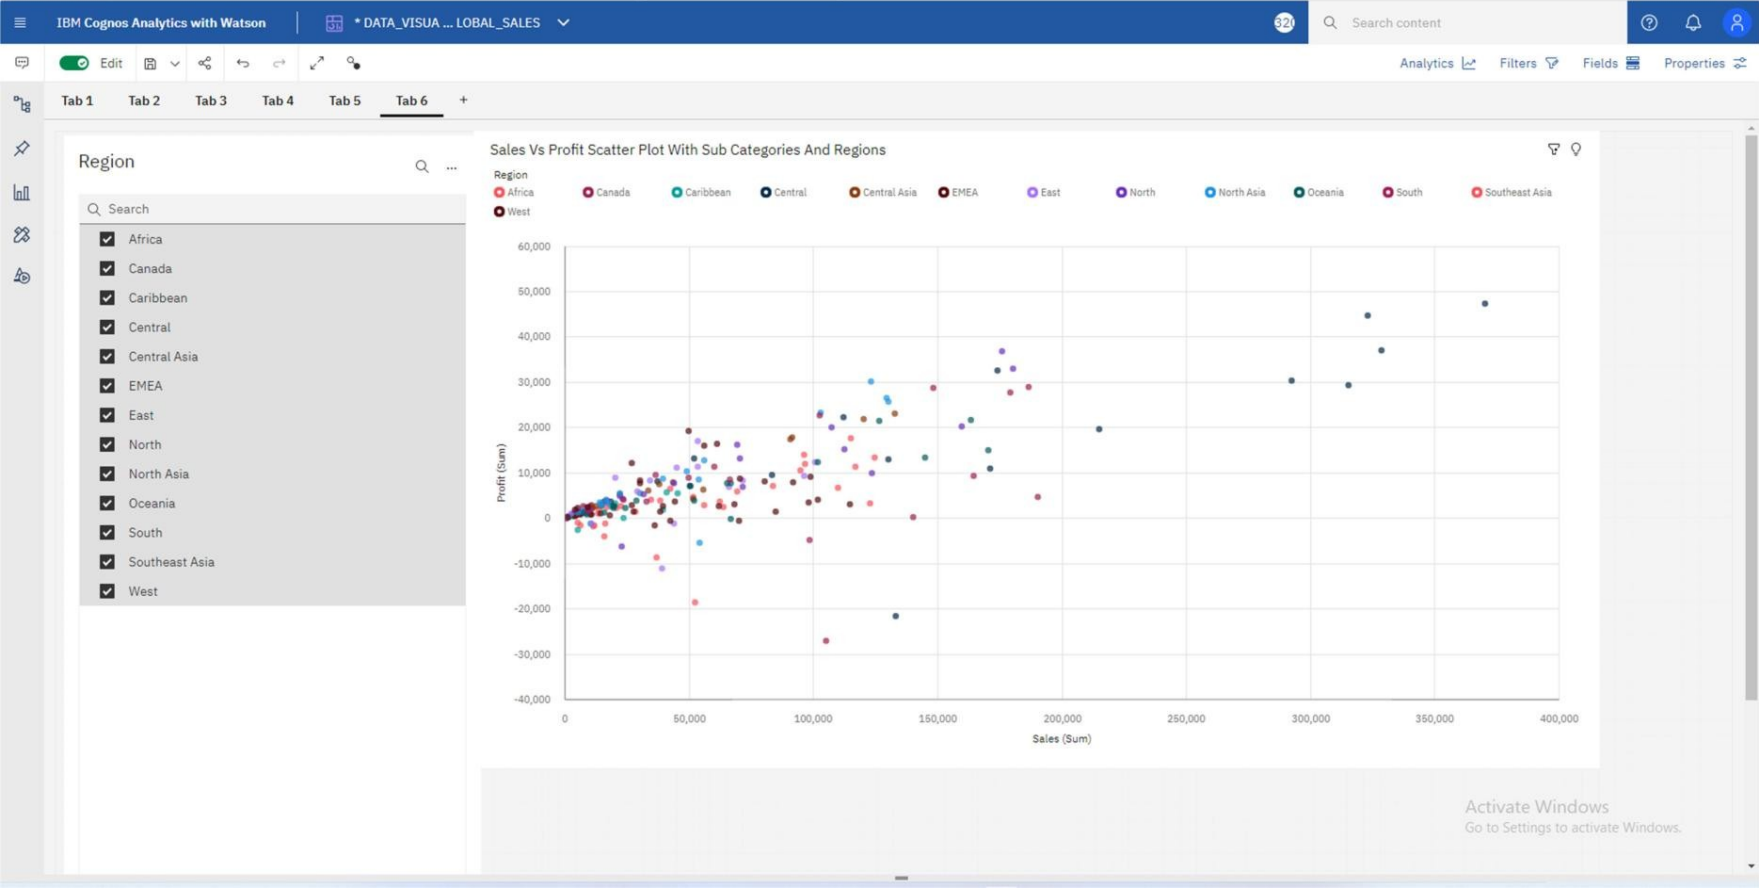 IBM Cognos Analytics with Watson
* DATA_VISUA ... LOBAL_SALES
Search content
Edit
Analytics
Filters
Fields
Properties
Tab 1
Tab 2
Tab 3
Tab 4
Tab 5
Tab 6
+
Region
...
Search
Africa
Canada
Caribbean
Central
Central Asia
EMEA
East
North
North Asia
Oceania
South
Southeast Asia
West
Sales Vs Profit Scatter Plot With Sub Categories And Regions
Region
Africa
Canada
Caribbean
Central
Central Asia
EMEA
East
North
North Asia
Oceania
South
Southeast Asia
West
Profit (Sum)
60,000
50,000
40,000
30,000
20,000
10,000
0
-10,000
-20,000
-30,000
-40,000
0
50,000
100,000
150,000
200,000
250,000
300,000
350,000
400,000
Sales (Sum)
Activate Windows
Go to Settings to activate Windows.